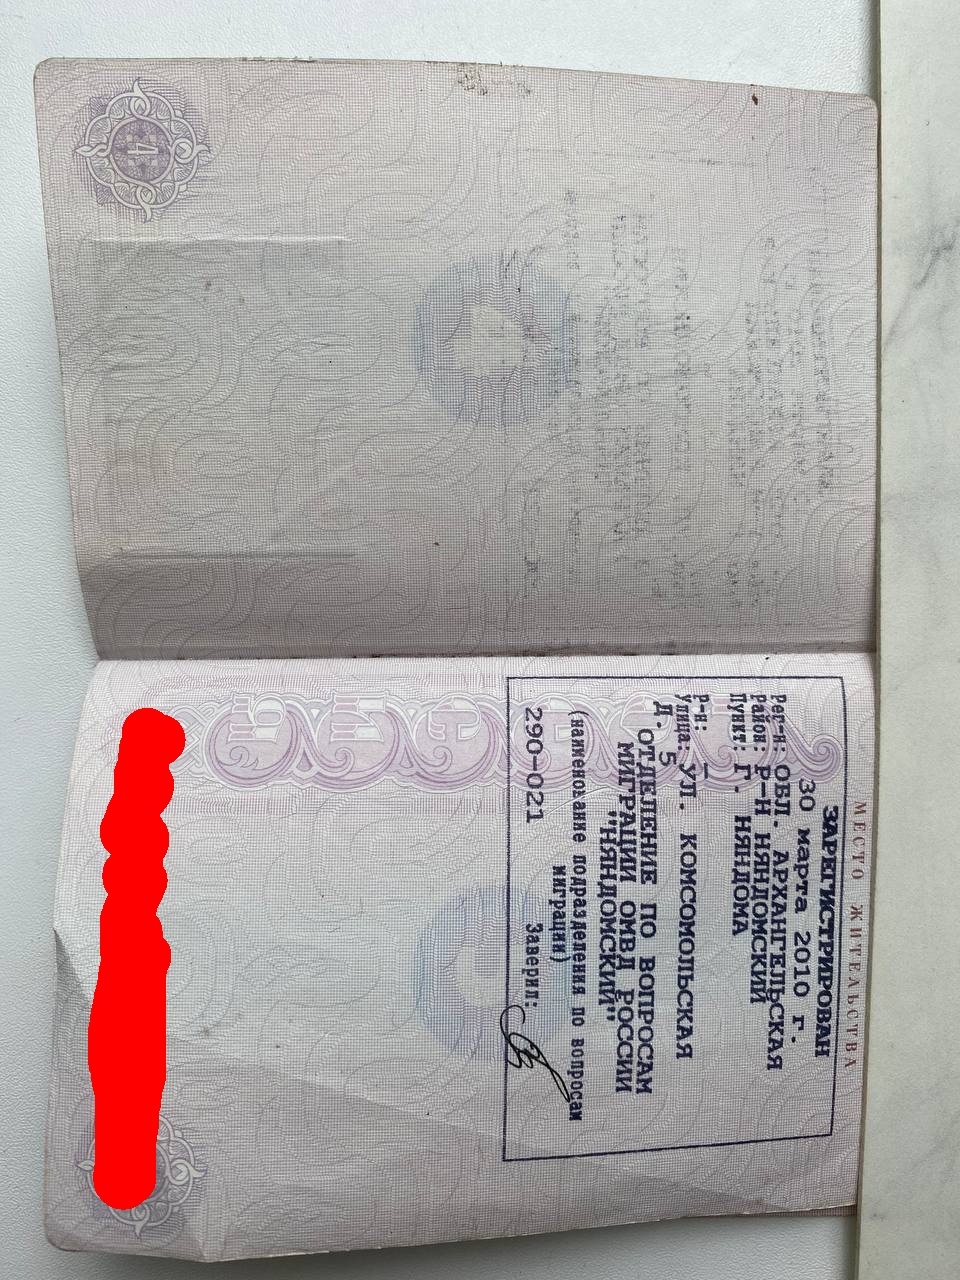 4
МЕСТО ЖИТЕЛЬСТВА
ЗАРЕГИСТРИРОВАН
30 марта 2010 г.
Рег-н: ОБЛ. АРХАНГЕЛЬСКАЯ
Район: Р-Н НЯНДОМСКИЙ
Пункт: Г. НЯНДОМА
Р-н: -
Улица: УЛ. КОМСОМОЛЬСКАЯ
Д. 5
ОТДЕЛЕНИЕ ПО ВОПРОСАМ
МИГРАЦИИ ОМВД РОССИИ
"НЯНДОМСКИЙ"
(наименование подразделения по вопросам
миграции)
290-021 Заверил: